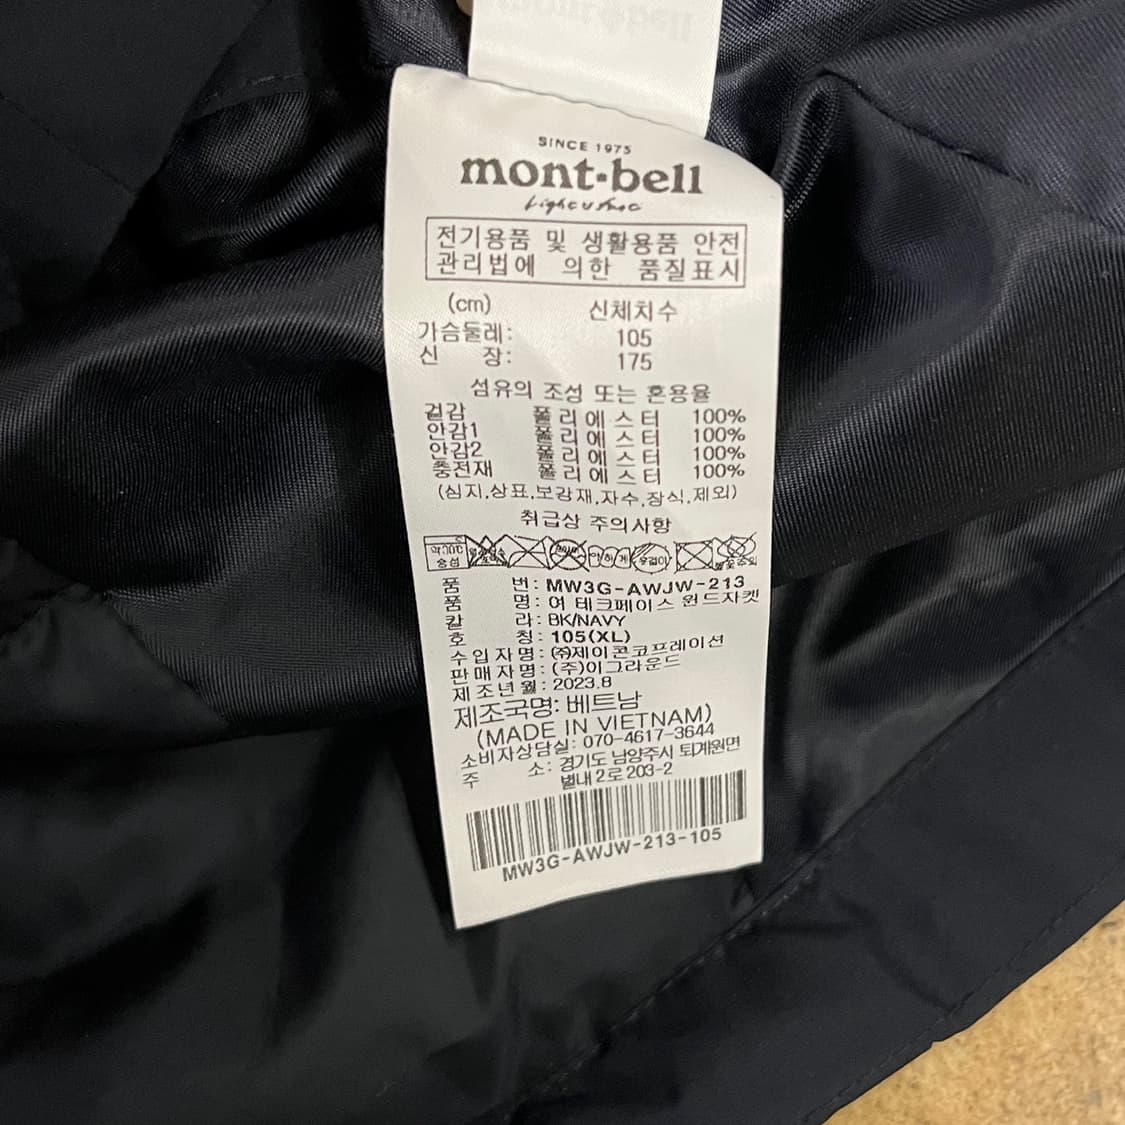 mont•bell
SINCE 1975
mont•bell
전기용품 및 생활용품 안전
관리법에 의한 품질표시
(cm) 신체치수
가슴둘레: 105
신 장: 175
섬유의 조성 또는 혼용율
겉감 폴리에스터 100%
안감1 폴리에스터 100%
안감2 폴리에스터 100%
충전재 폴리에스터 100%
(심지,상표,보강재,자수,장식,제외)
취급상 주의사항
약하게
품 번: MW3G-AWJW-213
품 명: 여 테크페이스 윈드자켓
칼 라: BK/NAVY
호 칭: 105(XL)
수입자명: ㈜제이콘코프레이션
판매자명: (주)이그라운드
제조년월: 2023.8
제조국명: 베트남
(MADE IN VIETNAM)
소비자상담실: 070-4617-3644
주 소: 경기도 남양주시 퇴계원면
별내2로 203-2
MW3G-AWJW-213-105